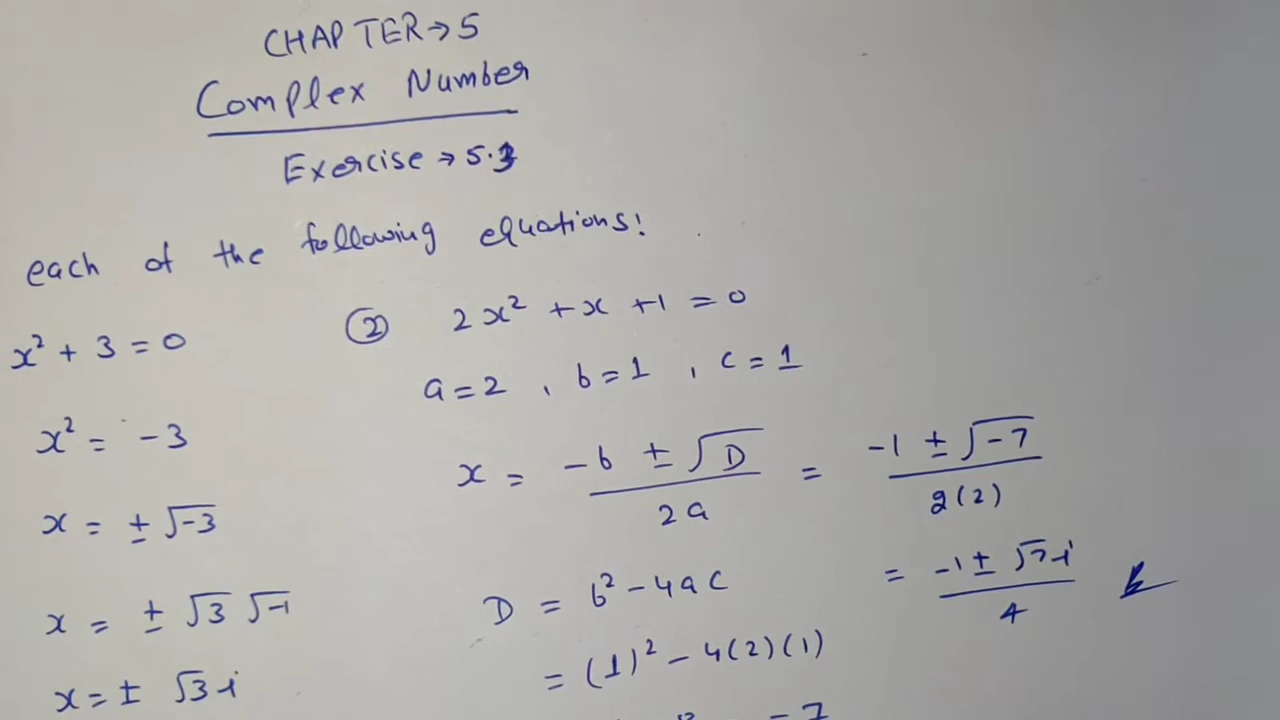 CHAPTER → 5
Complex Number
Exercise → 5.3
each of the following equations:
x² + 3 = 0
x² = -3
x = ± √-3
x = ± √3 √-1
x = ± √3 i
② 2x² + x + 1 = 0
a = 2 , b = 1 , c = 1
x = (-b ± √D)/(2a) = (-1 ± √-7)/(2(2))
= (-1 ± √7 i)/4
D = b² - 4ac
= (1)² - 4(2)(1)
= -7